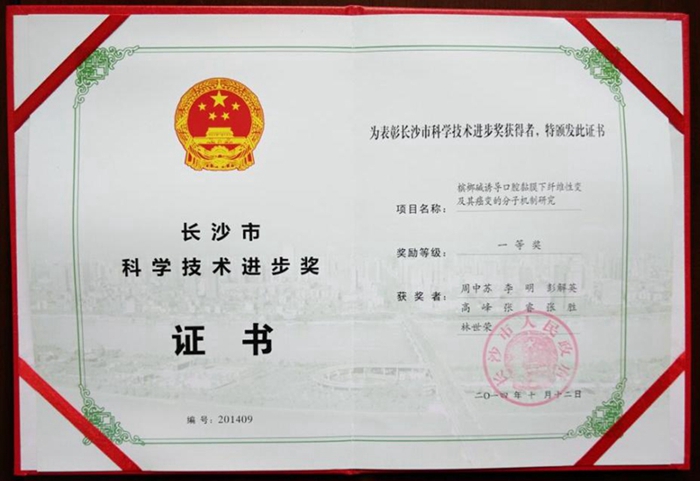 长沙市
科学技术进步奖
证书
编号：201409
为表彰长沙市科学技术进步奖获得者，特颁发此证书
项目名称：槟榔碱诱导口腔黏膜下纤维性变
及其癌变的分子机制研究
奖励等级：一等奖
获奖者：周中苏 李明 彭解英
高峰 张睿 张胜
林世荣
长沙市人民政府
二〇一四年十月十二日